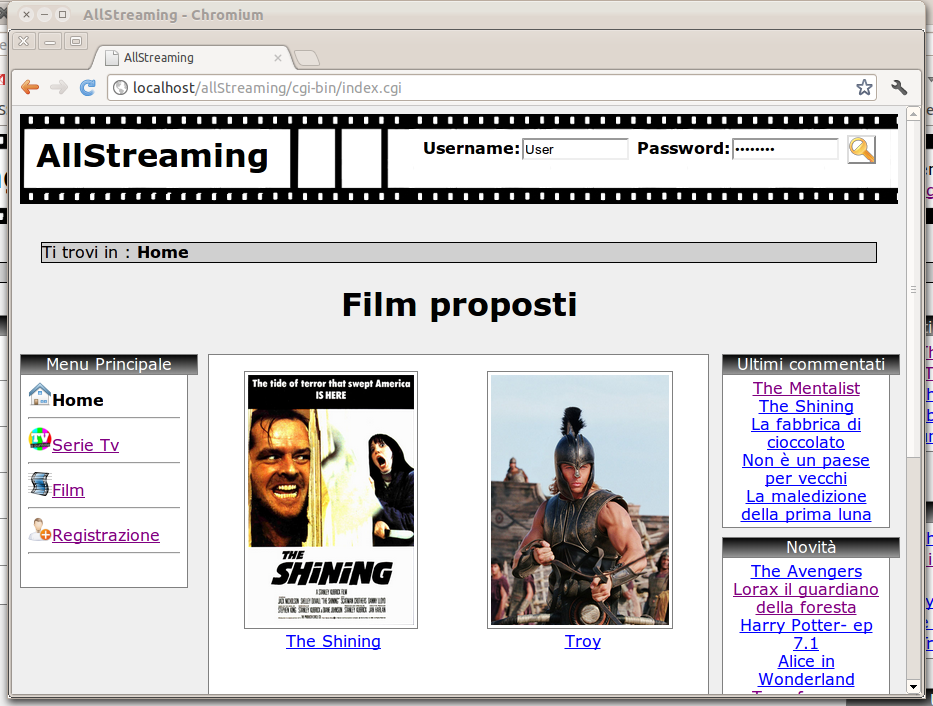 AllStreaming - Chromium
AllStreaming
localhost/allStreaming/cgi-bin/index.cgi
AllStreaming
Username: User Password: ••••••••
Ti trovi in : Home
Film proposti
Menu Principale
Home
Serie Tv
Film
Registrazione
The tide of terror that swept America
IS HERE
THE
SHiNiNG
A STANLEY KUBRICK FILM
The Shining
Troy
Ultimi commentati
The Mentalist
The Shining
La fabbrica di
cioccolato
Non è un paese
per vecchi
La maledizione
della prima luna
Novità
The Avengers
Lorax il guardiano
della foresta
Harry Potter- ep
7.1
Alice in
Wonderland